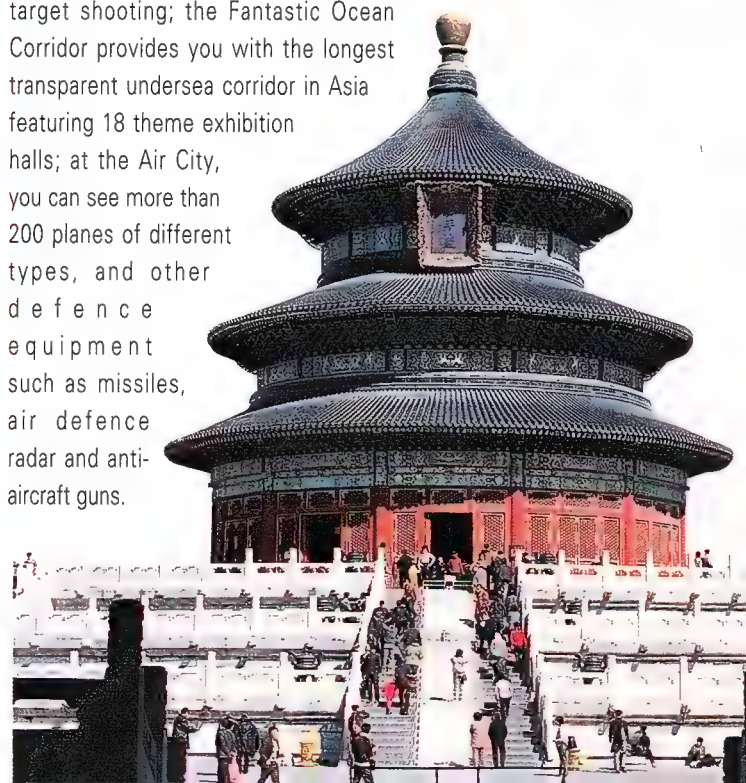 target shooting; the Fantastic Ocean
Corridor provides you with the longest
transparent undersea corridor in Asia
featuring 18 theme exhibition
halls; at the Air City,
you can see more than
200 planes of different
types, and other
defence
equipment
such as missiles,
air defence
radar and anti-
aircraft guns.